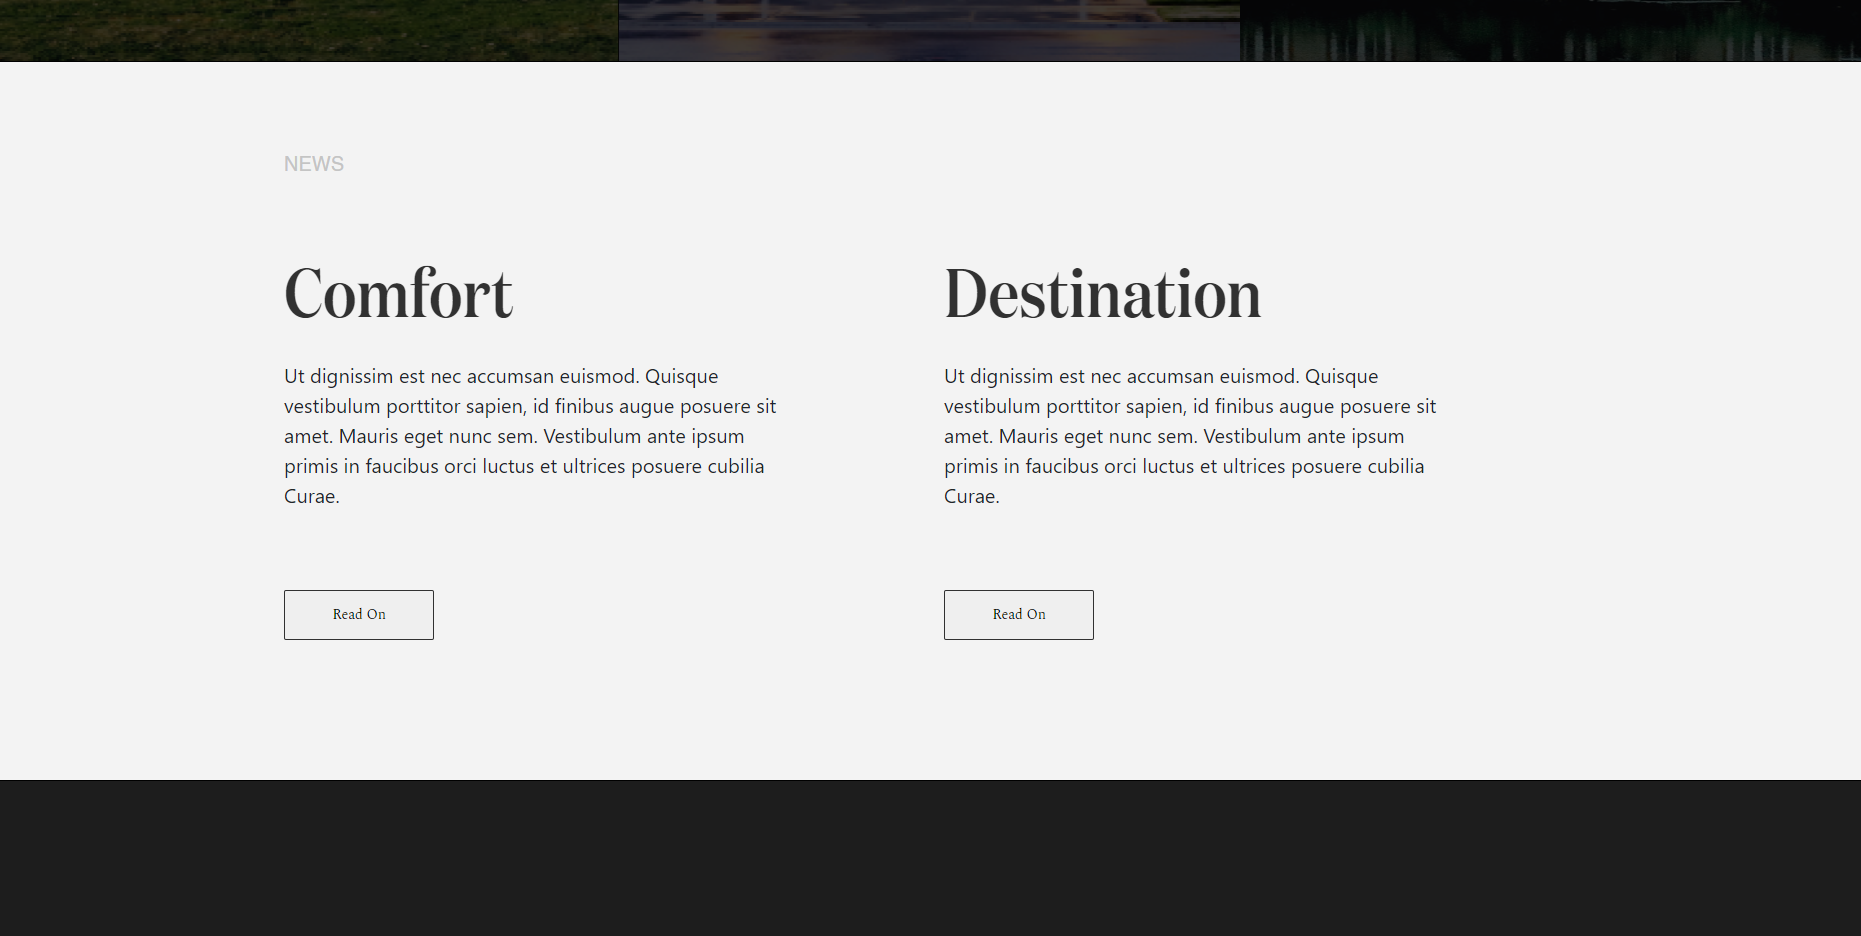 NEWS
Comfort
Ut dignissim est nec accumsan euismod. Quisque
vestibulum porttitor sapien, id finibus augue posuere sit
amet. Mauris eget nunc sem. Vestibulum ante ipsum
primis in faucibus orci luctus et ultrices posuere cubilia
Curae.
Read On
Destination
Ut dignissim est nec accumsan euismod. Quisque
vestibulum porttitor sapien, id finibus augue posuere sit
amet. Mauris eget nunc sem. Vestibulum ante ipsum
primis in faucibus orci luctus et ultrices posuere cubilia
Curae.
Read On